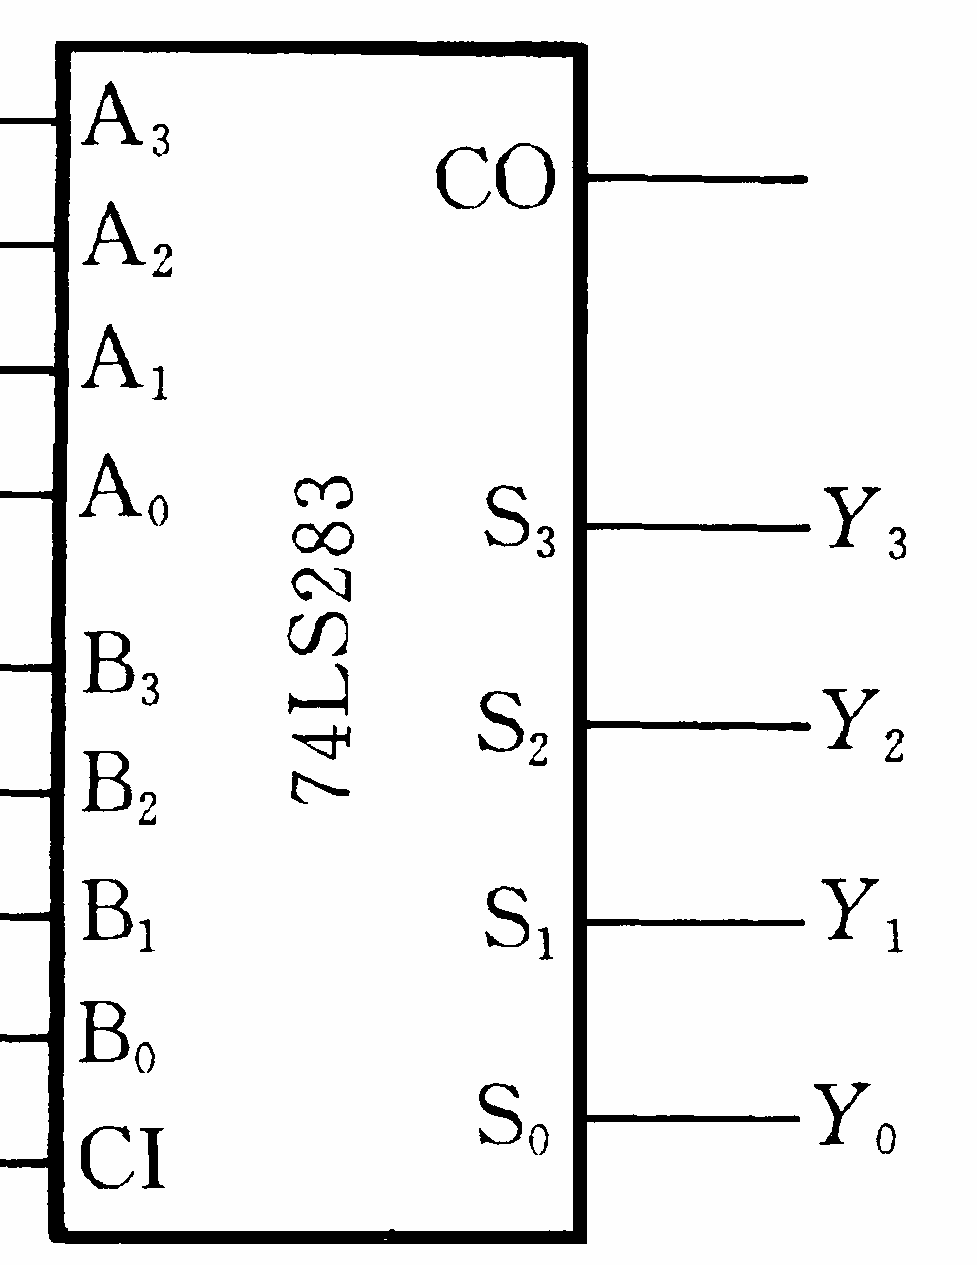 A3
A2
A1
A0
B3
B2
B1
B0
CI
74LS283
CO
S3 Y3
S2 Y2
S1 Y1
S0 Y0